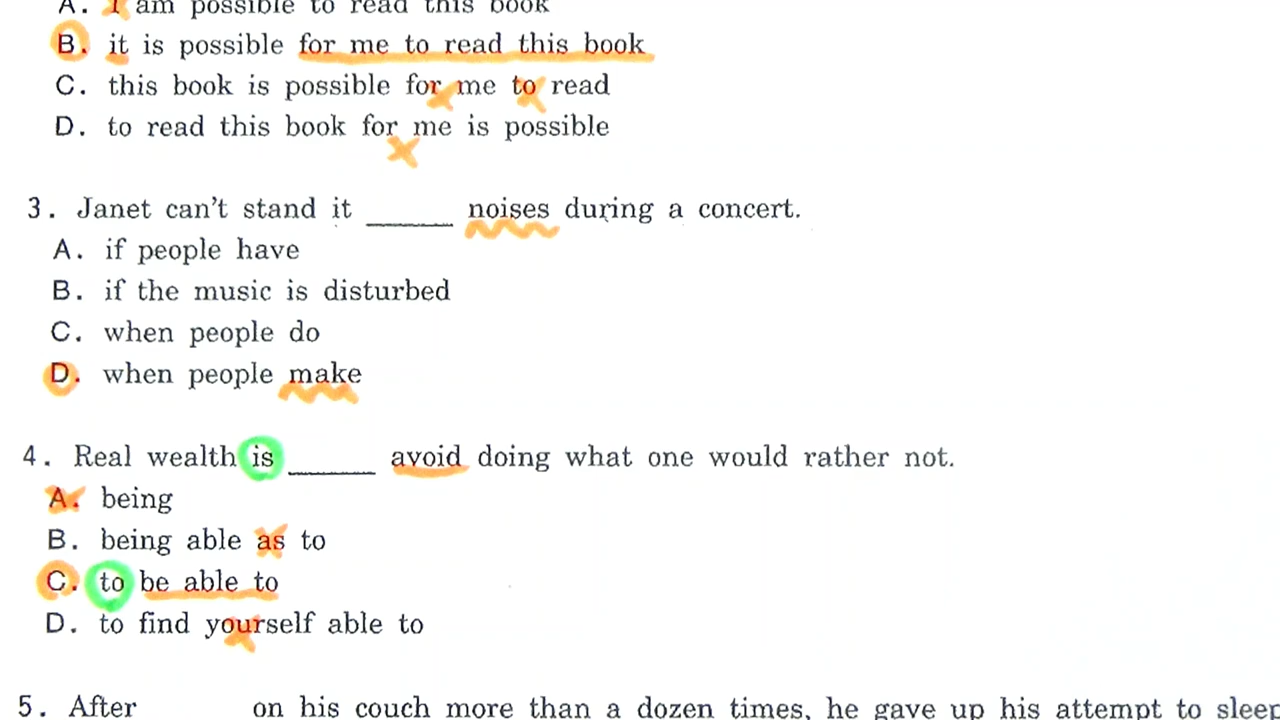 A. I am possible to read this book
B. it is possible for me to read this book
C. this book is possible for me to read
D. to read this book for me is possible
3. Janet can't stand it ______ noises during a concert.
A. if people have
B. if the music is disturbed
C. when people do
D. when people make
4. Real wealth is ______ avoid doing what one would rather not.
A. being
B. being able as to
C. to be able to
D. to find yourself able to
5. After on his couch more than a dozen times, he gave up his attempt to sleep